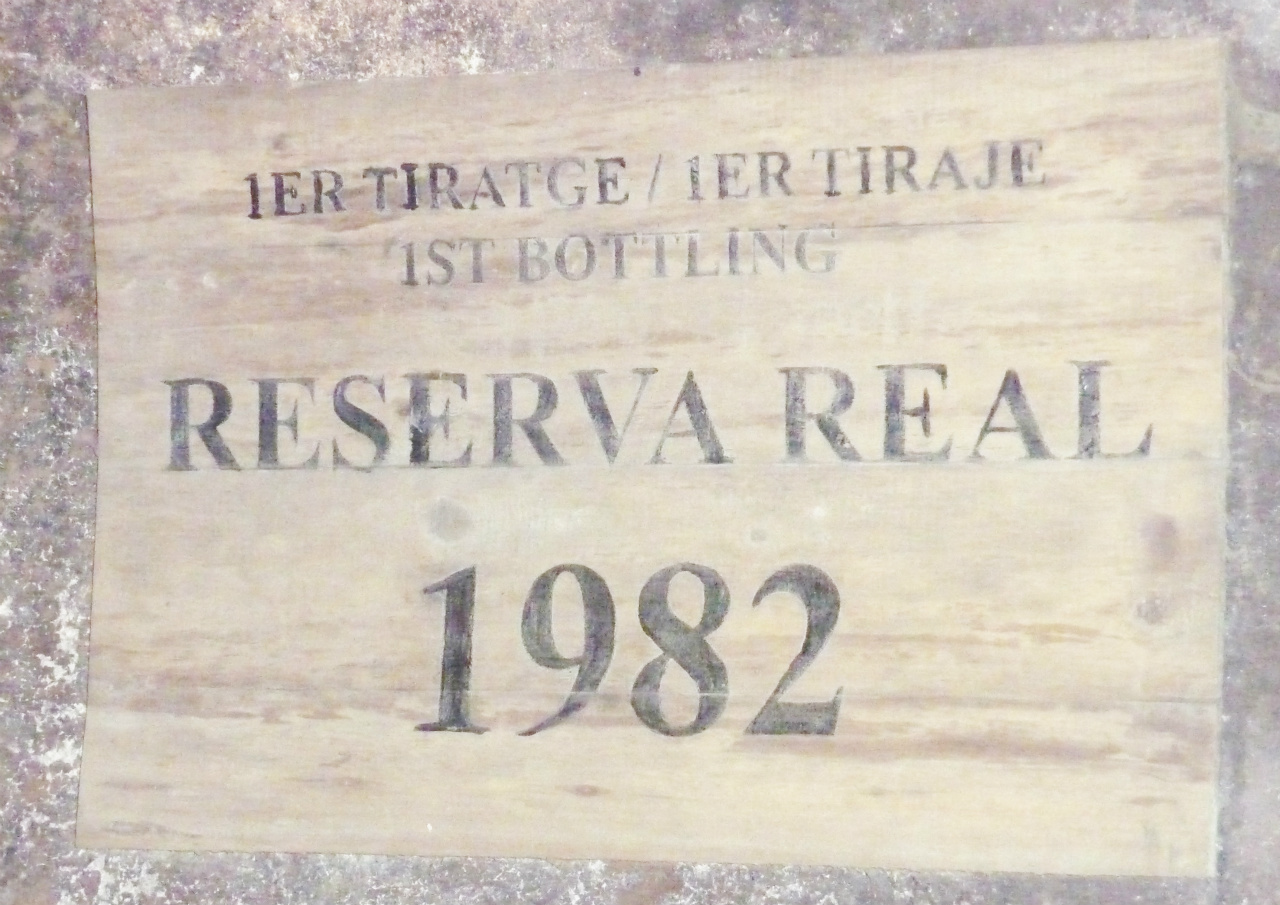 1ER TIRATGE / 1ER TIRAJE
1ST BOTTLING
RESERVA REAL
1982